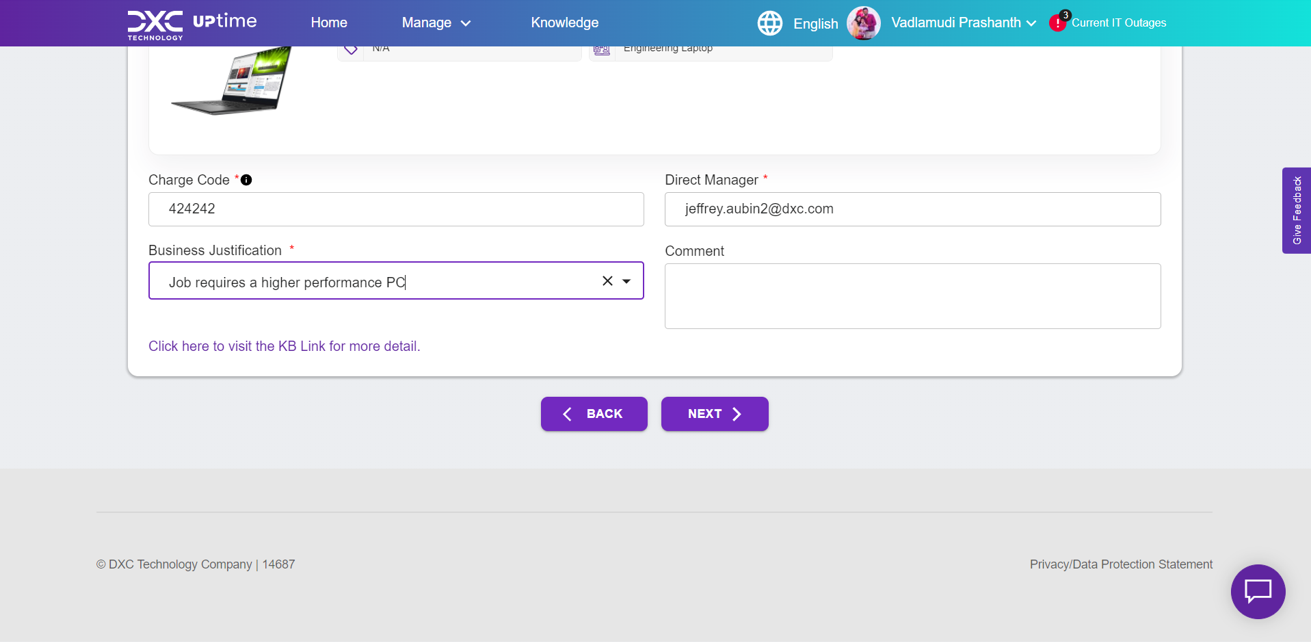 DXC TECHNOLOGY UPtime Home Manage Knowledge English Vadlamudi Prashanth 3 Current IT Outages
N/A Engineering Laptop
Give Feedback
Charge Code * Direct Manager *
424242 jeffrey.aubin2@dxc.com
Business Justification * Comment
Job requires a higher performance PC
Click here to visit the KB Link for more detail.
BACK NEXT
© DXC Technology Company | 14687 Privacy/Data Protection Statement